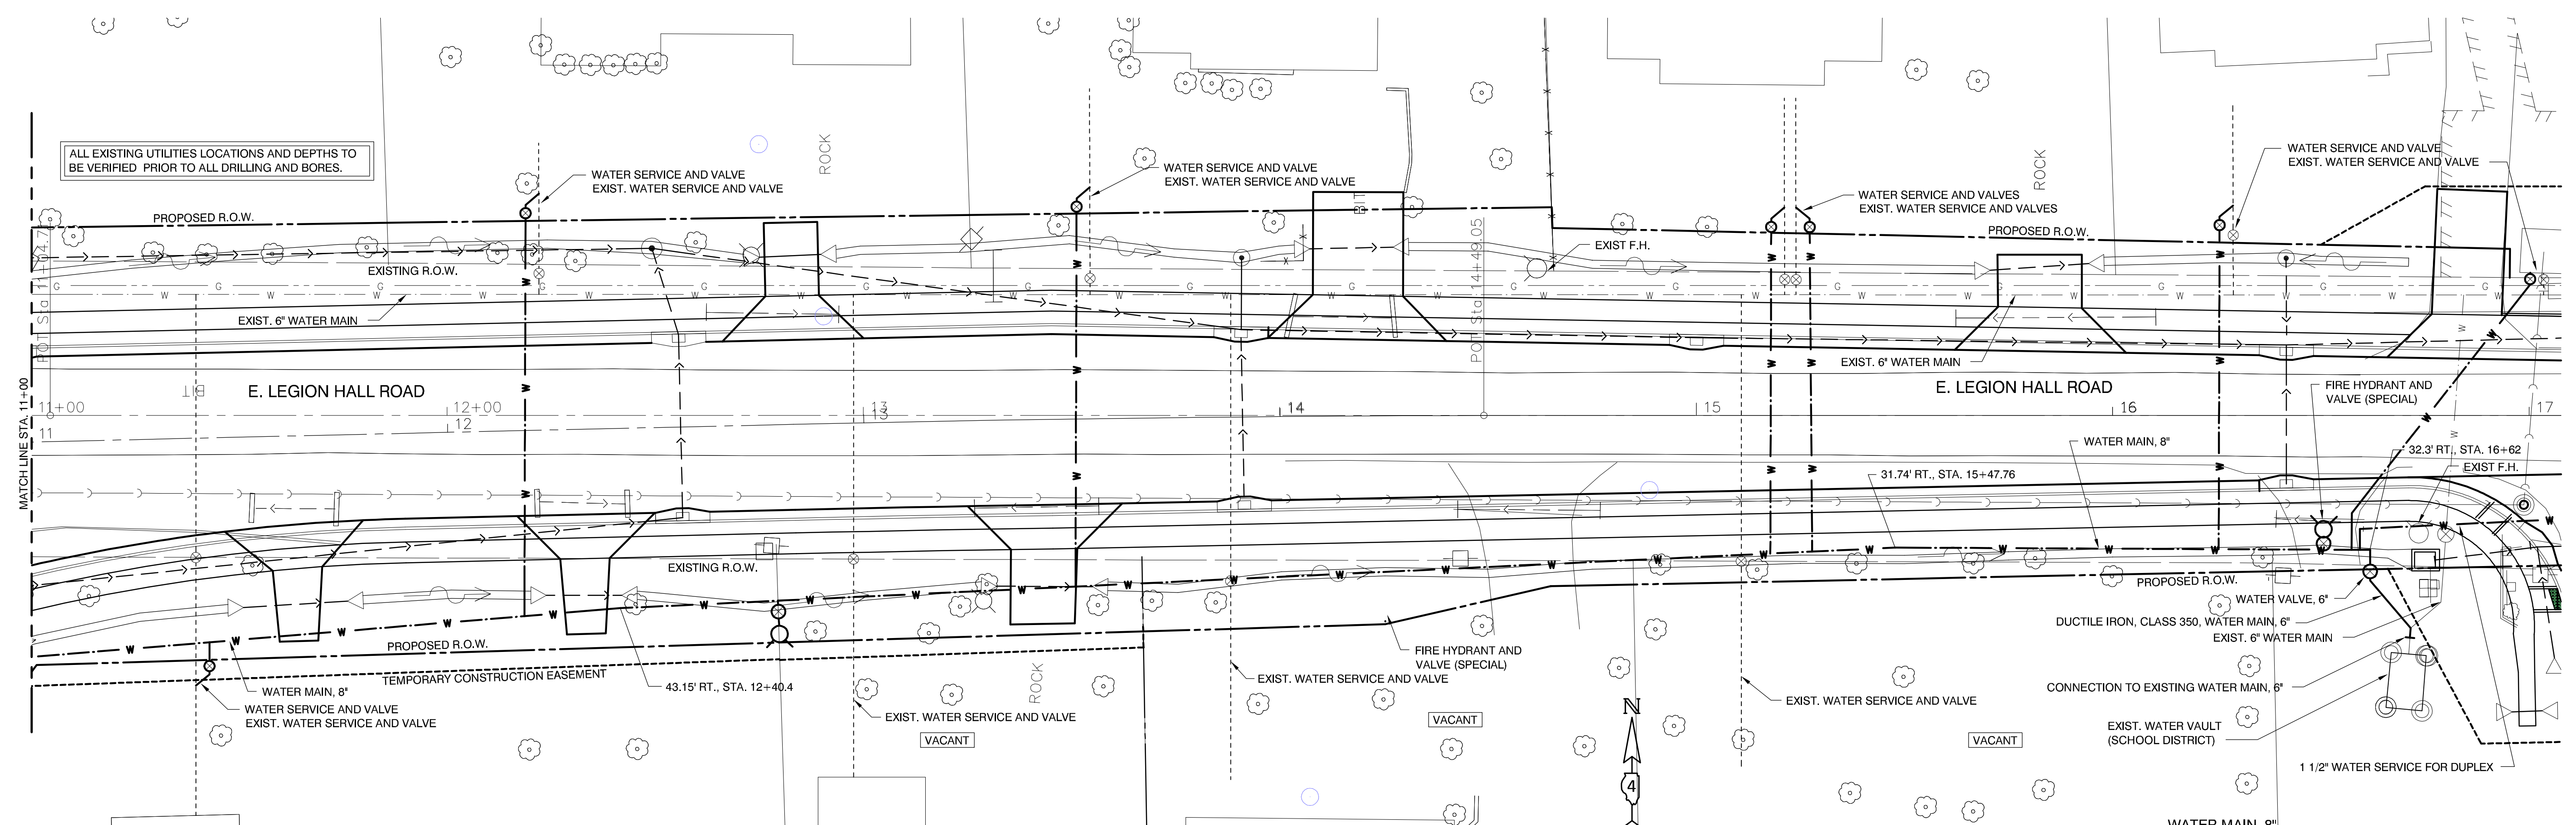 ALL EXISTING UTILITIES LOCATIONS AND DEPTHS TO
BE VERIFIED PRIOR TO ALL DRILLING AND BORES.
WATER SERVICE AND VALVE
EXIST. WATER SERVICE AND VALVE
ROCK
WATER SERVICE AND VALVE
EXIST. WATER SERVICE AND VALVE
BIT
WATER SERVICE AND VALVES
EXIST. WATER SERVICE AND VALVES
ROCK
WATER SERVICE AND VALVE
EXIST. WATER SERVICE AND VALVE
PROPOSED R.O.W.
PROPOSED R.O.W.
EXIST F.H.
EXISTING R.O.W.
G G G G G G G G G G G G G G G G
W W W W W W W W W W W W W W
EXIST. 6" WATER MAIN
POT Sta 14+49.05
EXIST. 6" WATER MAIN
MATCH LINE STA. 11+00
BIT
E. LEGION HALL ROAD
E. LEGION HALL ROAD
FIRE HYDRANT AND
VALVE (SPECIAL)
11+00
12+00
13
14
15
16
17
11
12
13
WATER MAIN, 8"
32.3' RT., STA. 16+62
EXIST F.H.
31.74' RT., STA. 15+47.76
EXISTING R.O.W.
PROPOSED R.O.W.
WATER VALVE, 6"
DUCTILE IRON, CLASS 350, WATER MAIN, 6"
EXIST. 6" WATER MAIN
PROPOSED R.O.W.
TEMPORARY CONSTRUCTION EASEMENT
WATER MAIN, 8"
WATER SERVICE AND VALVE
EXIST. WATER SERVICE AND VALVE
43.15' RT., STA. 12+40.4
ROCK
EXIST. WATER SERVICE AND VALVE
VACANT
FIRE HYDRANT AND
VALVE (SPECIAL)
EXIST. WATER SERVICE AND VALVE
VACANT
N
4
EXIST. WATER SERVICE AND VALVE
VACANT
CONNECTION TO EXISTING WATER MAIN, 6"
EXIST. WATER VAULT
(SCHOOL DISTRICT)
1 1/2" WATER SERVICE FOR DUPLEX
WATER MAIN, 8"